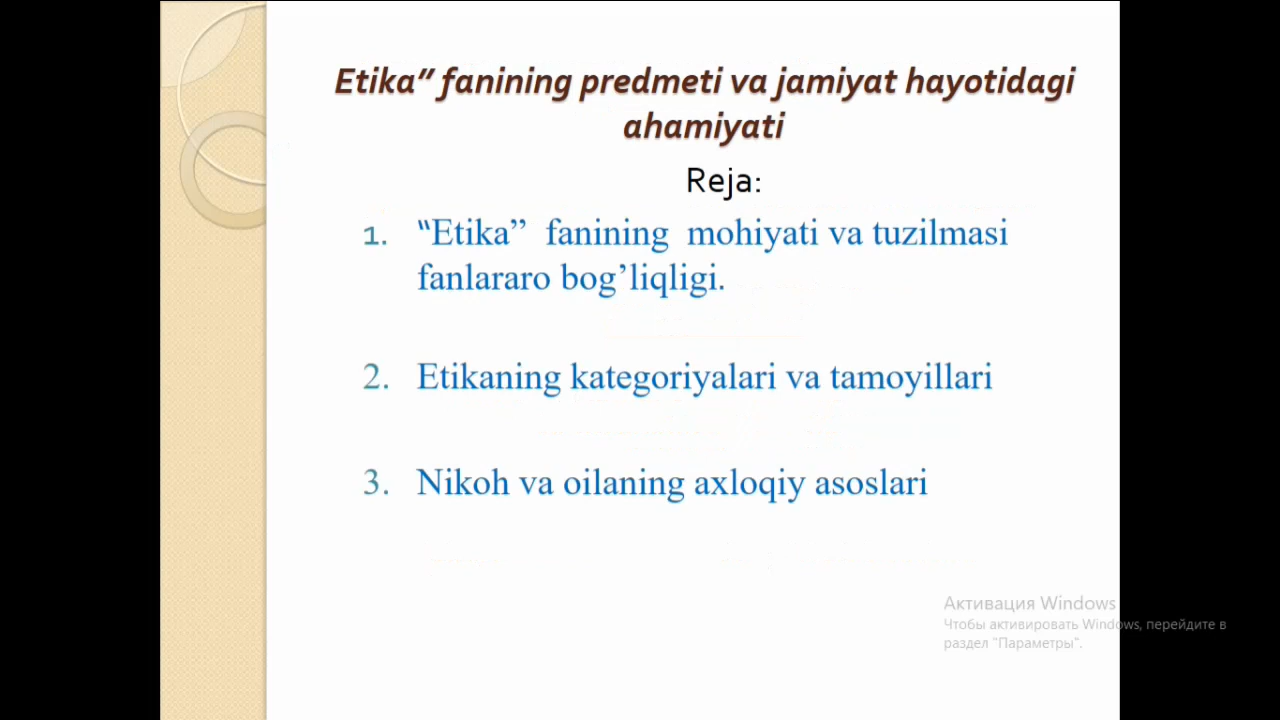 Etika” fanining predmeti va jamiyat hayotidagi
ahamiyati
Reja:
1. “Etika” fanining mohiyati va tuzilmasi
fanlararo bog’liqligi.
2. Etikaning kategoriyalari va tamoyillari
3. Nikoh va oilaning axloqiy asoslari
Активация Windows
Чтобы активировать Windows, перейдите в
раздел "Параметры".